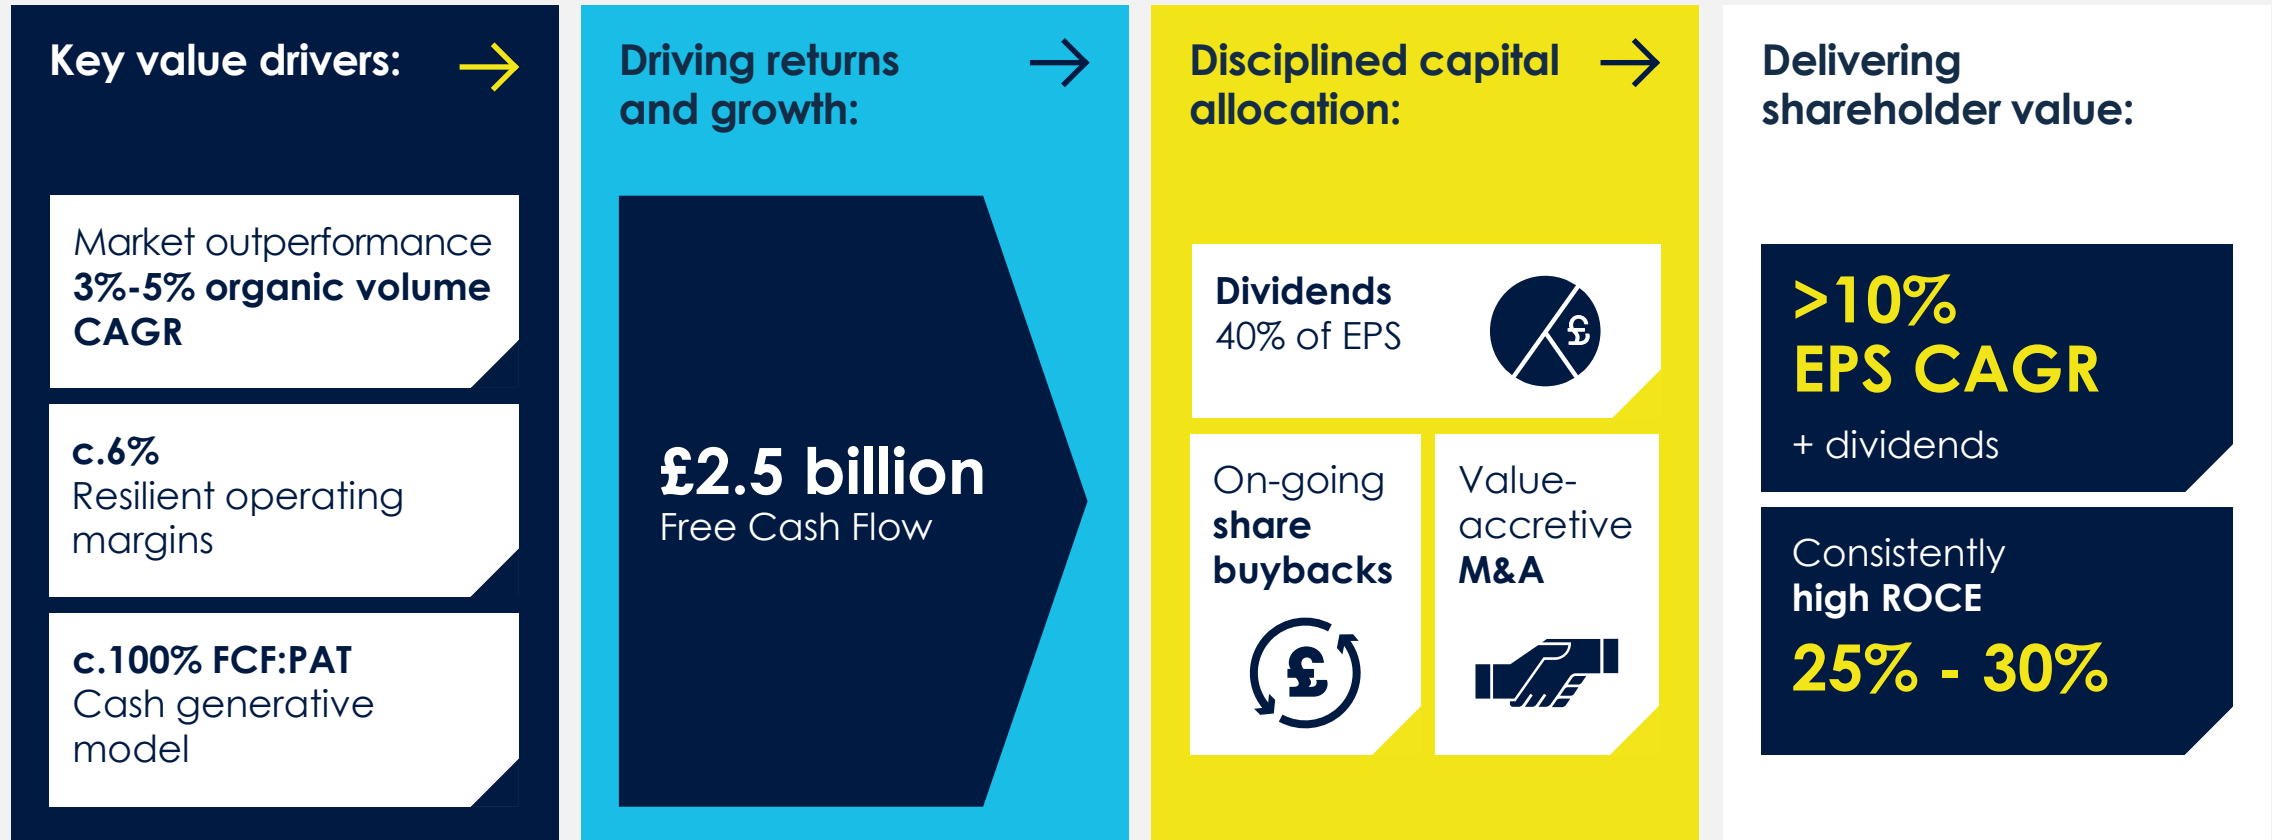 Key value drivers:
Market outperformance
3%-5% organic volume
CAGR
c.6%
Resilient operating
margins
c.100% FCF:PAT
Cash generative
model
Driving returns
and growth:
£2.5 billion
Free Cash Flow
Disciplined capital
allocation:
Dividends
40% of EPS
£
On-going
share
buybacks
£
Value-
accretive
M&A
Delivering
shareholder value:
>10%
EPS CAGR
+ dividends
Consistently
high ROCE
25% - 30%